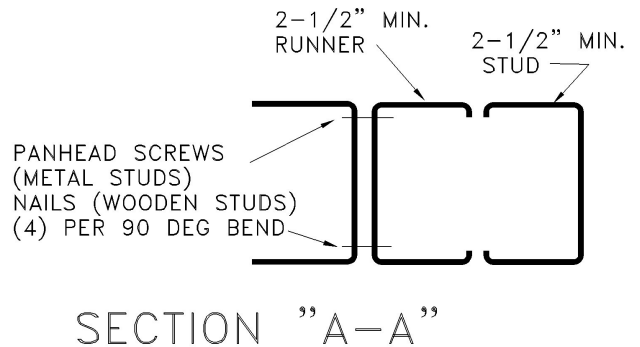 2-1/2" MIN.
RUNNER
2-1/2" MIN.
STUD
PANHEAD SCREWS
(METAL STUDS)
NAILS (WOODEN STUDS)
(4) PER 90 DEG BEND
SECTION "A-A"